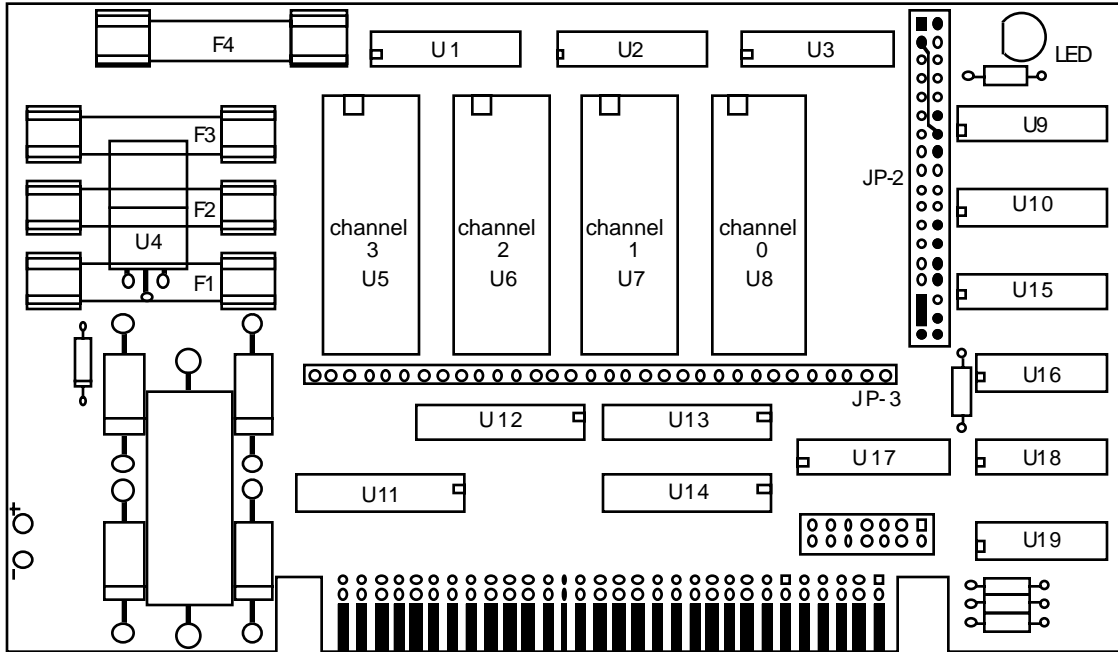 F4
U1
U2
U3
LED
F3
U9
JP-2
F2
U4
U10
channel
3
U5
channel
2
U6
channel
1
U7
channel
0
U8
F1
U15
U16
JP-3
U12
U13
U17
U18
U11
U14
+
-
U19